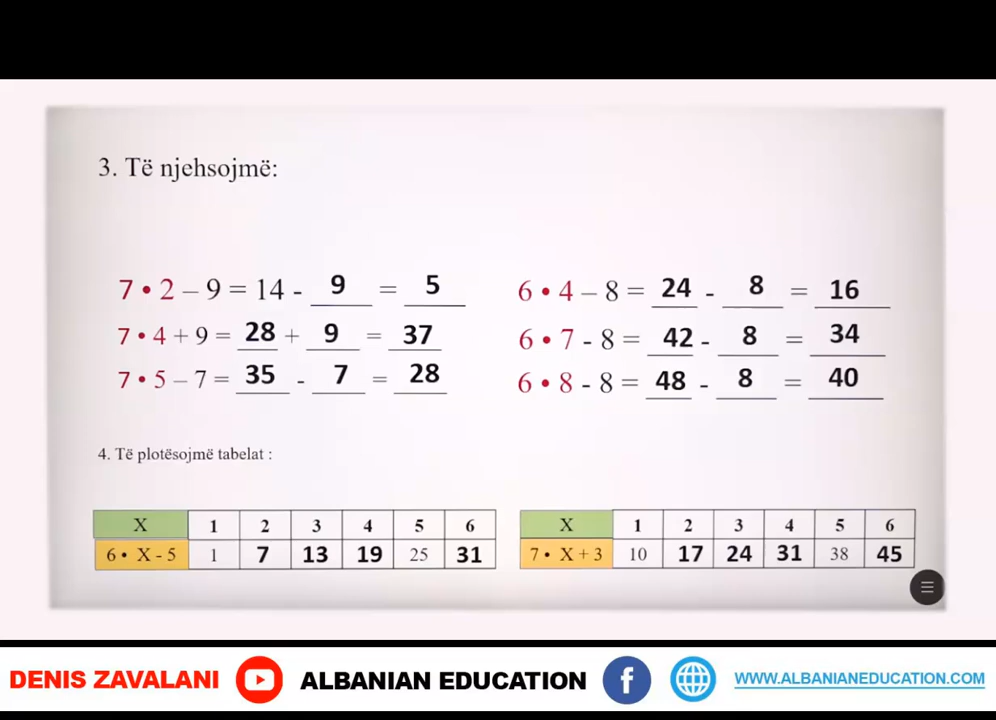 3. Të njehsojmë:
7 • 2 – 9 = 14 - 9 = 5
7 • 4 + 9 = 28 + 9 = 37
7 • 5 – 7 = 35 - 7 = 28
6 • 4 – 8 = 24 - 8 = 16
6 • 7 - 8 = 42 - 8 = 34
6 • 8 - 8 = 48 - 8 = 40
4. Të plotësojmë tabelat :
X 1 2 3 4 5 6
6 • X - 5 1 7 13 19 25 31
X 1 2 3 4 5 6
7 • X + 3 10 17 24 31 38 45
DENIS ZAVALANI ALBANIAN EDUCATION f WWW.ALBANIANEDUCATION.COM